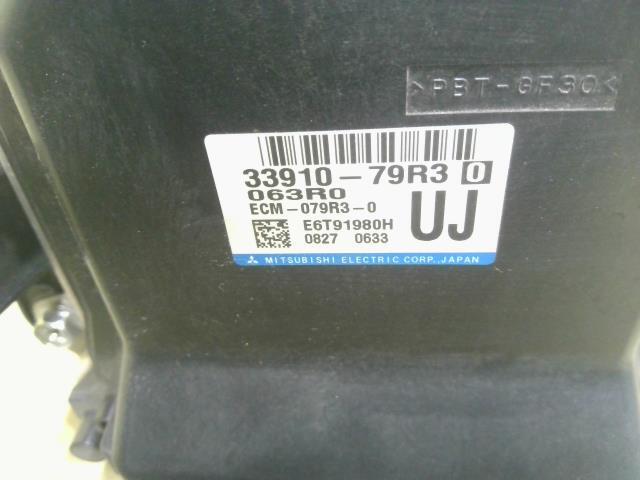 >PBT-GF30<
33910-79R3 0
063R0
ECM-079R3-0
E6T91980H
0827 0633
UJ
MITSUBISHI ELECTRIC CORP., JAPAN